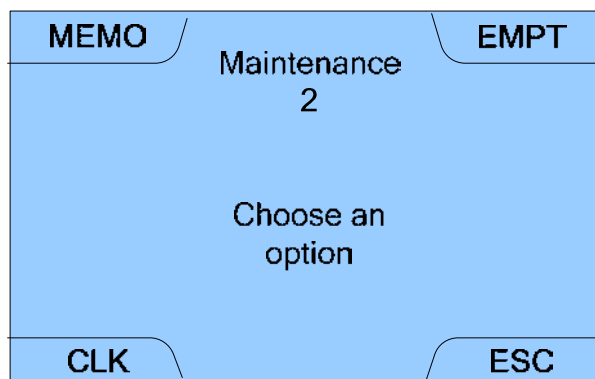 MEMO
EMPT
Maintenance
2
Choose an
option
CLK
ESC